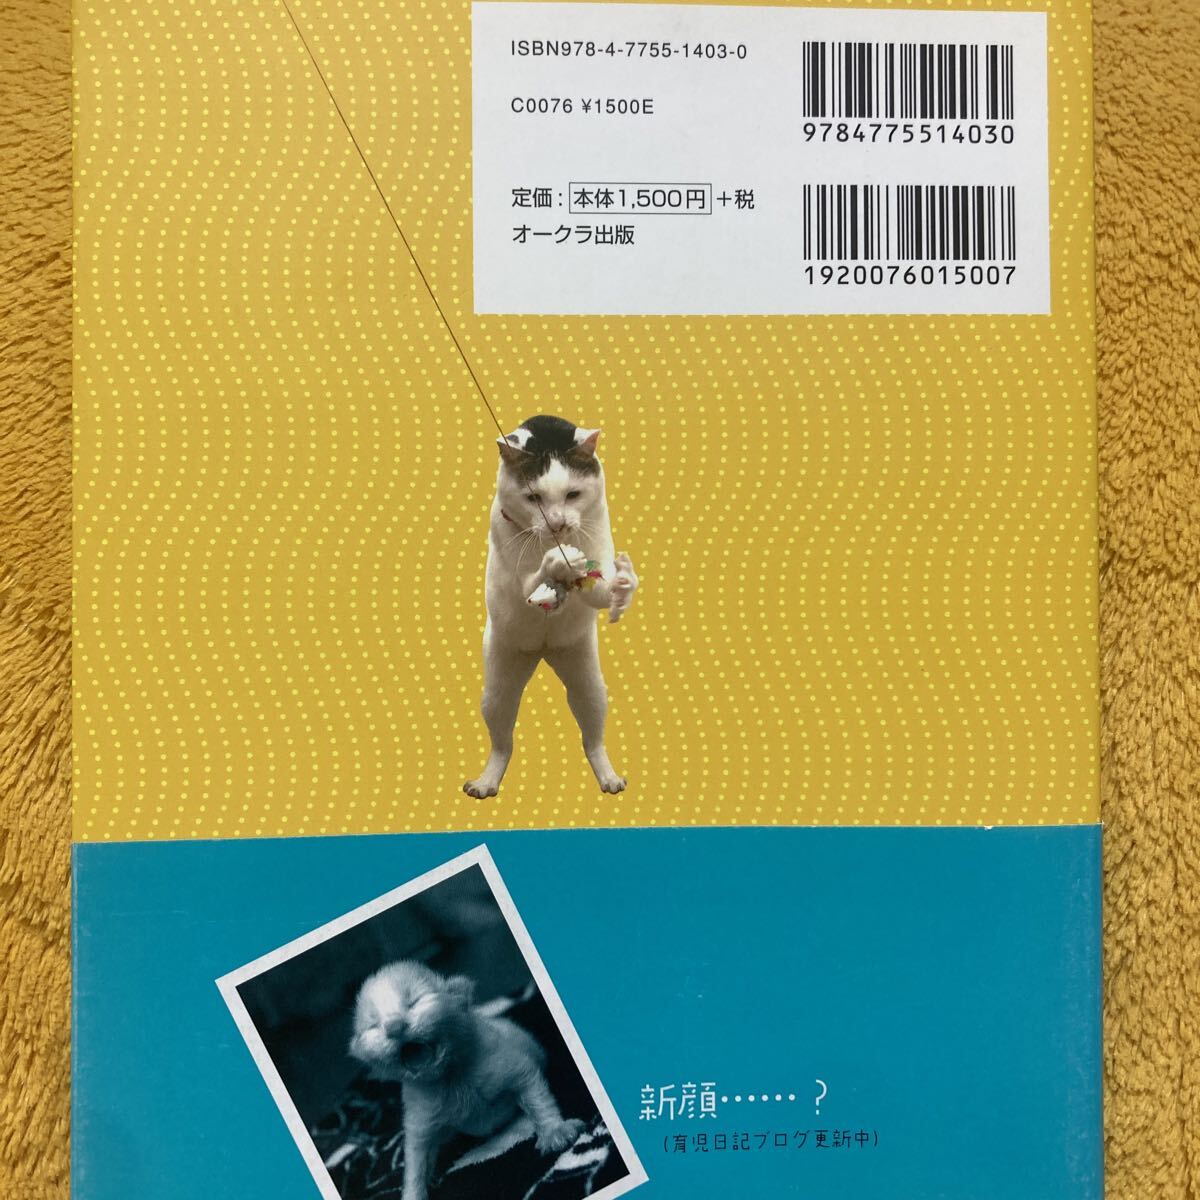 ISBN978-4-7755-1403-0
C0076 ¥1500E
9784775514030
定価：本体1,500円+税
オークラ出版
1920076015007
新顔……？
(育児日記ブログ更新中)